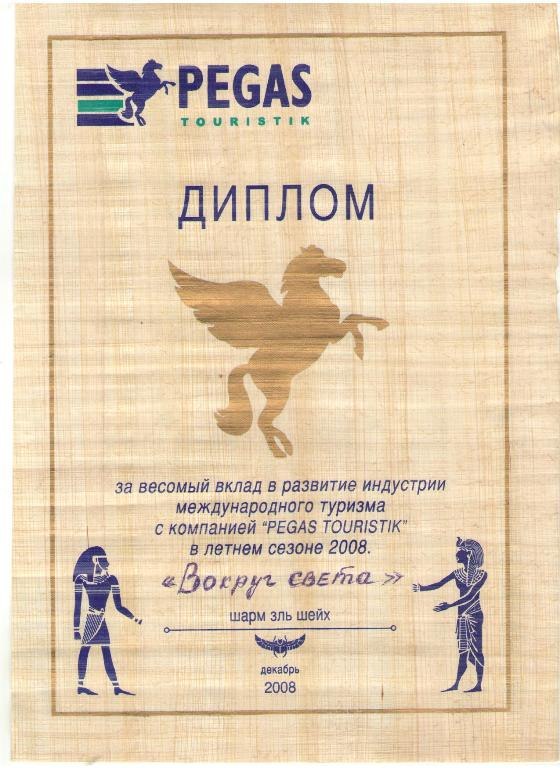 PEGAS
TOURISTIK
ДИПЛОМ
за весомый вклад в развитие индустрии
международного туризма
с компанией "PEGAS TOURISTIK"
в летнем сезоне 2008.
«Вокруг света»
шарм зль шейх
декабрь
2008